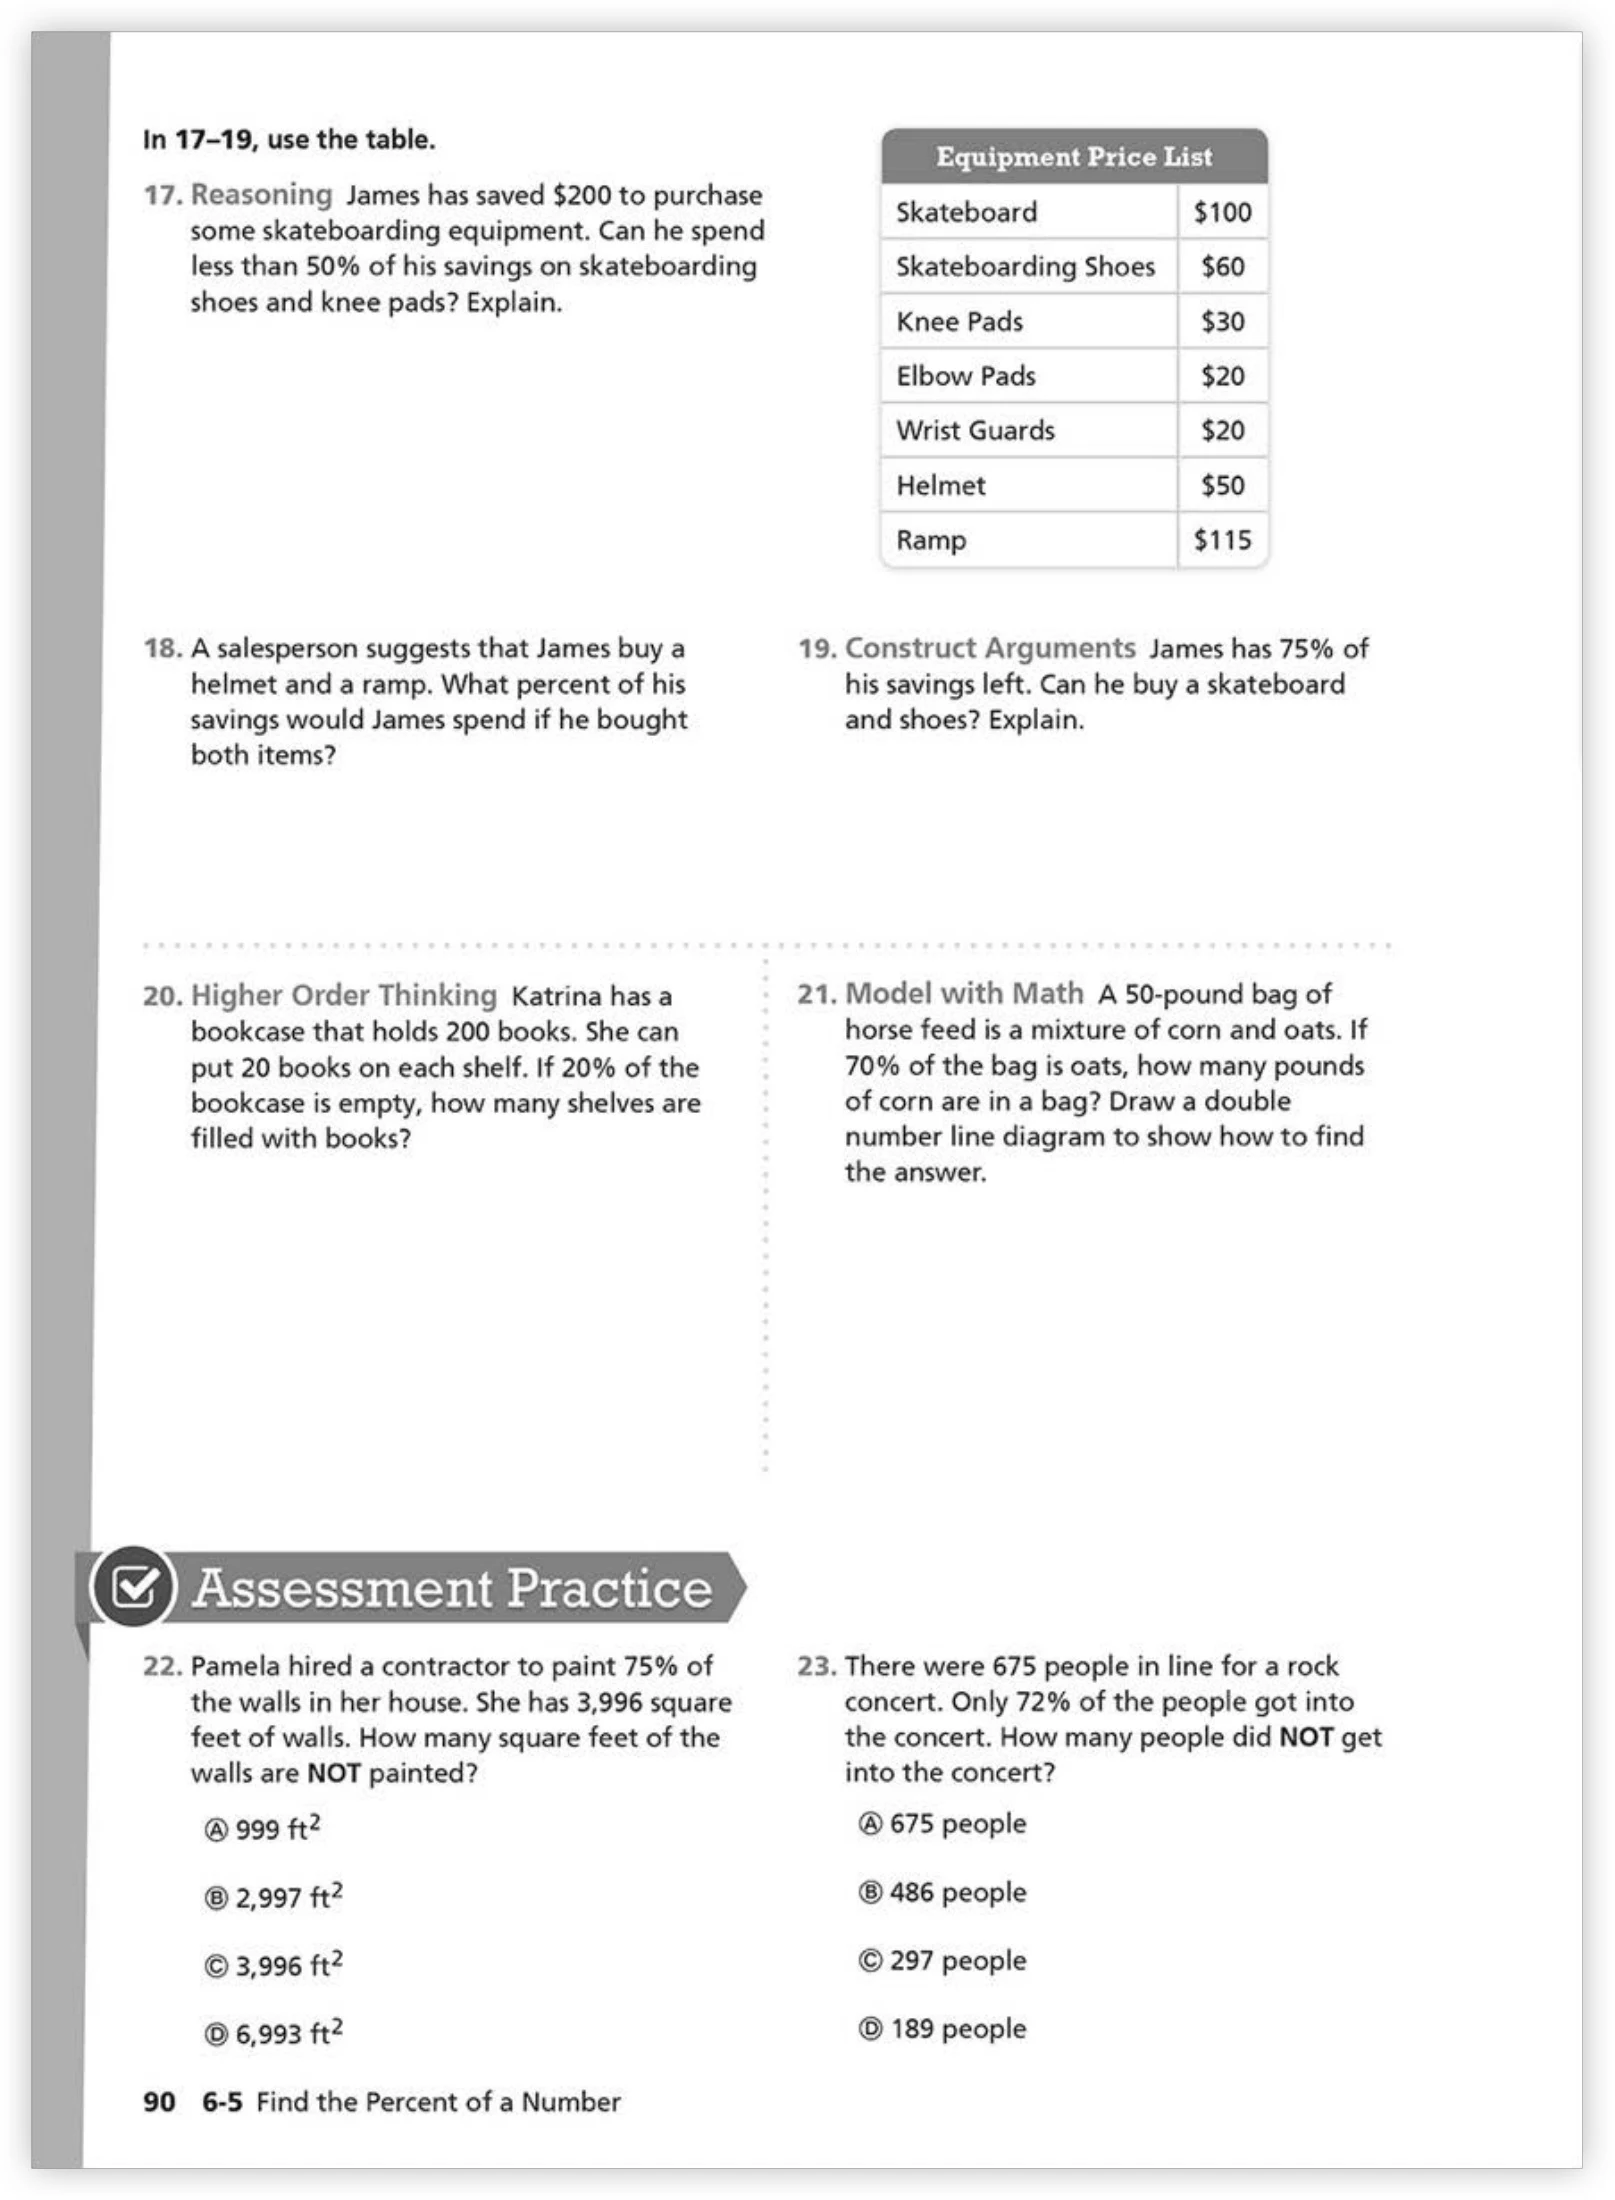 In 17–19, use the table.
17. Reasoning James has saved $200 to purchase
some skateboarding equipment. Can he spend
less than 50% of his savings on skateboarding
shoes and knee pads? Explain.
Equipment Price List
Skateboard $100
Skateboarding Shoes $60
Knee Pads $30
Elbow Pads $20
Wrist Guards $20
Helmet $50
Ramp $115
18. A salesperson suggests that James buy a
helmet and a ramp. What percent of his
savings would James spend if he bought
both items?
19. Construct Arguments James has 75% of
his savings left. Can he buy a skateboard
and shoes? Explain.
20. Higher Order Thinking Katrina has a
bookcase that holds 200 books. She can
put 20 books on each shelf. If 20% of the
bookcase is empty, how many shelves are
filled with books?
21. Model with Math A 50-pound bag of
horse feed is a mixture of corn and oats. If
70% of the bag is oats, how many pounds
of corn are in a bag? Draw a double
number line diagram to show how to find
the answer.
Assessment Practice
22. Pamela hired a contractor to paint 75% of
the walls in her house. She has 3,996 square
feet of walls. How many square feet of the
walls are NOT painted?
Ⓐ 999 ft²
Ⓑ 2,997 ft²
Ⓒ 3,996 ft²
Ⓓ 6,993 ft²
23. There were 675 people in line for a rock
concert. Only 72% of the people got into
the concert. How many people did NOT get
into the concert?
Ⓐ 675 people
Ⓑ 486 people
Ⓒ 297 people
Ⓓ 189 people
90 6-5 Find the Percent of a Number